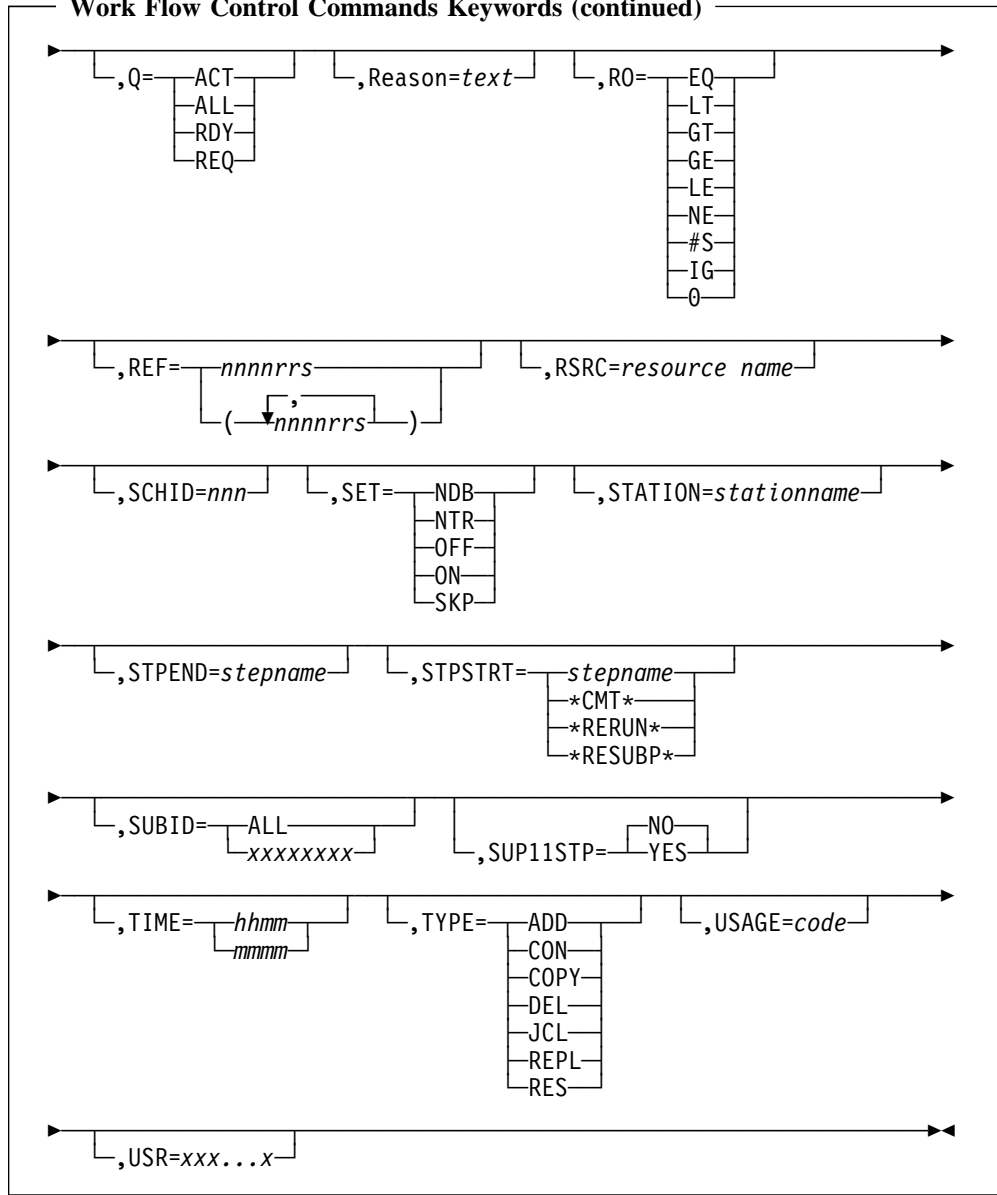 Work Flow Control Commands Keywords (continued)
,Q= ACT ,Reason=text ,RO= EQ
ALL LT
RDY GT
REQ GE
LE
NE
#S
IG
0
,REF= nnnnrrs ,RSRC=resource name
,
( nnnnrrs )
,SCHID=nnn ,SET= NDB ,STATION=stationname
NTR
OFF
ON
SKP
,STPEND=stepname ,STPSTRT= stepname
*CMT*
*RERUN*
*RESUBP*
,SUBID= ALL NO
xxxxxxxx ,SUP11STP= YES
,TIME= hhmm ,TYPE= ADD ,USAGE=code
mmmm CON
COPY
DEL
JCL
REPL
RES
,USR=xxx...x